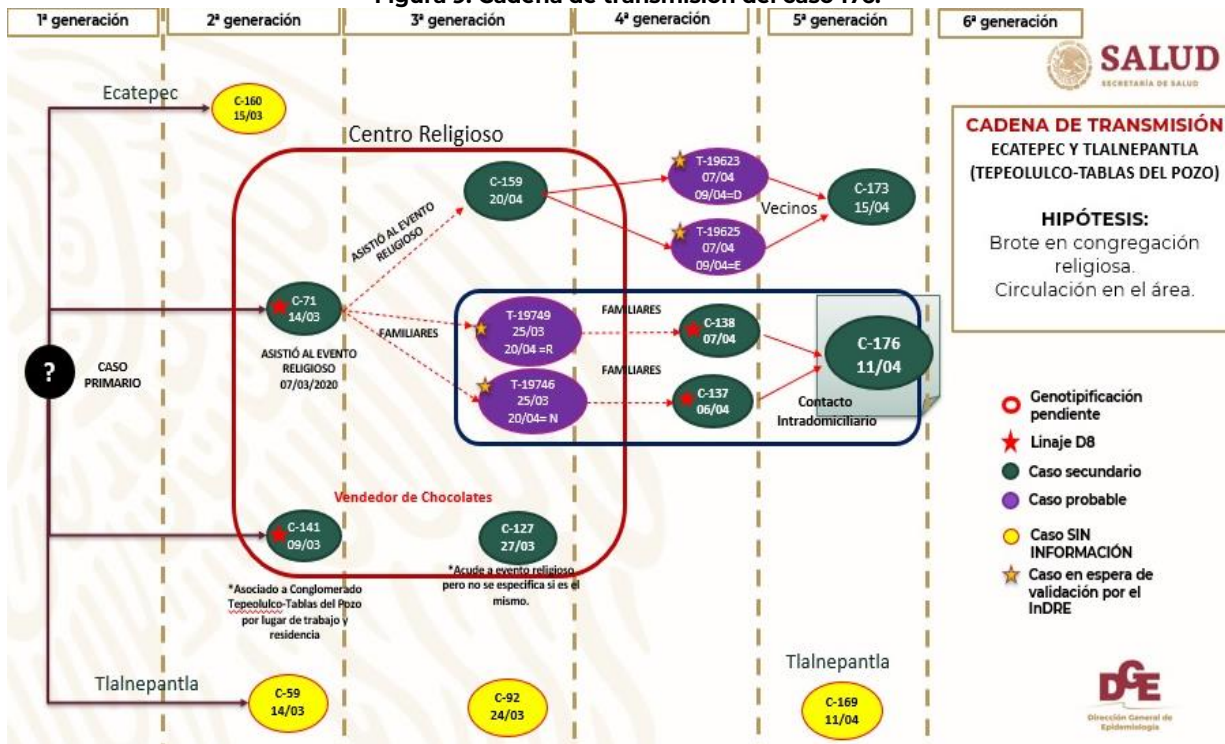 Figura 9. Cadena de transmisión del caso 176.
1ª generación
2ª generación
3ª generación
4ª generación
5ª generación
6ª generación
SALUD
SECRETARÍA DE SALUD
Ecatepec
C-160
15/03
Centro Religioso
CADENA DE TRANSMISIÓN
ECATEPEC Y TLALNEPANTLA
(TEPEOLULCO-TABLAS DEL POZO)
HIPÓTESIS:
Brote en congregación
religiosa.
Circulación en el área.
C-159
20/04
T-19623
07/04
09/04=D
T-19625
07/04
09/04=E
Vecinos
C-173
15/04
ASISTIÓ AL EVENTO
RELIGIOSO
C-71
14/03
ASISTIÓ AL EVENTO
RELIGIOSO
07/03/2020
FAMILIARES
T-19749
25/03
20/04 =R
T-19746
25/03
20/04= N
FAMILIARES
FAMILIARES
C-138
07/04
C-137
06/04
C-176
11/04
Contacto
Intradomiciliario
?
CASO
PRIMARIO
Genotipificación
pendiente
Linaje D8
Caso secundario
Caso probable
Caso SIN
INFORMACIÓN
Caso en espera de
validación por el
InDRE
Vendedor de Chocolates
C-141
09/03
*Asociado a Conglomerado
Tepeolulco-Tablas del Pozo
por lugar de trabajo y
residencia
C-127
27/03
*Acude a evento religioso
pero no se especifica si es el
mismo.
Tlalnepantla
C-59
14/03
C-92
24/03
Tlalnepantla
C-169
11/04
DGE
Dirección General de
Epidemiología